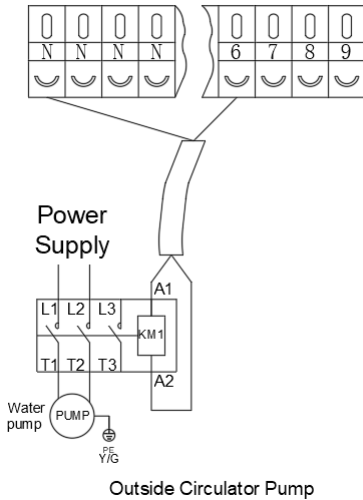 N N N N 6 7 8 9
Power
Supply
A1
L1 L2 L3
KM1
T1 T2 T3
A2
Water
pump
PUMP
PE
Y/G
Outside Circulator Pump